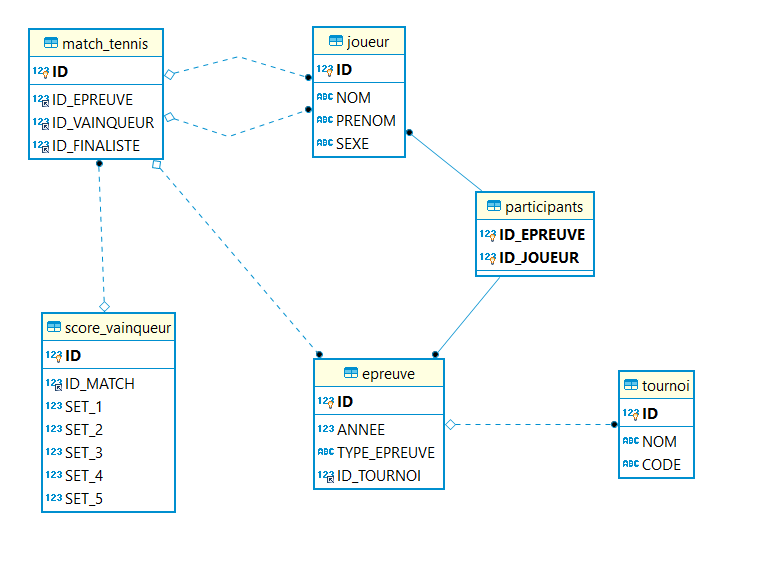 match_tennis
123 ID
123 ID_EPREUVE
123 ID_VAINQUEUR
123 ID_FINALISTE
joueur
123 ID
ABC NOM
ABC PRENOM
ABC SEXE
participants
123 ID_EPREUVE
123 ID_JOUEUR
score_vainqueur
123 ID
123 ID_MATCH
123 SET_1
123 SET_2
123 SET_3
123 SET_4
123 SET_5
epreuve
123 ID
123 ANNEE
ABC TYPE_EPREUVE
123 ID_TOURNOI
tournoi
123 ID
ABC NOM
ABC CODE